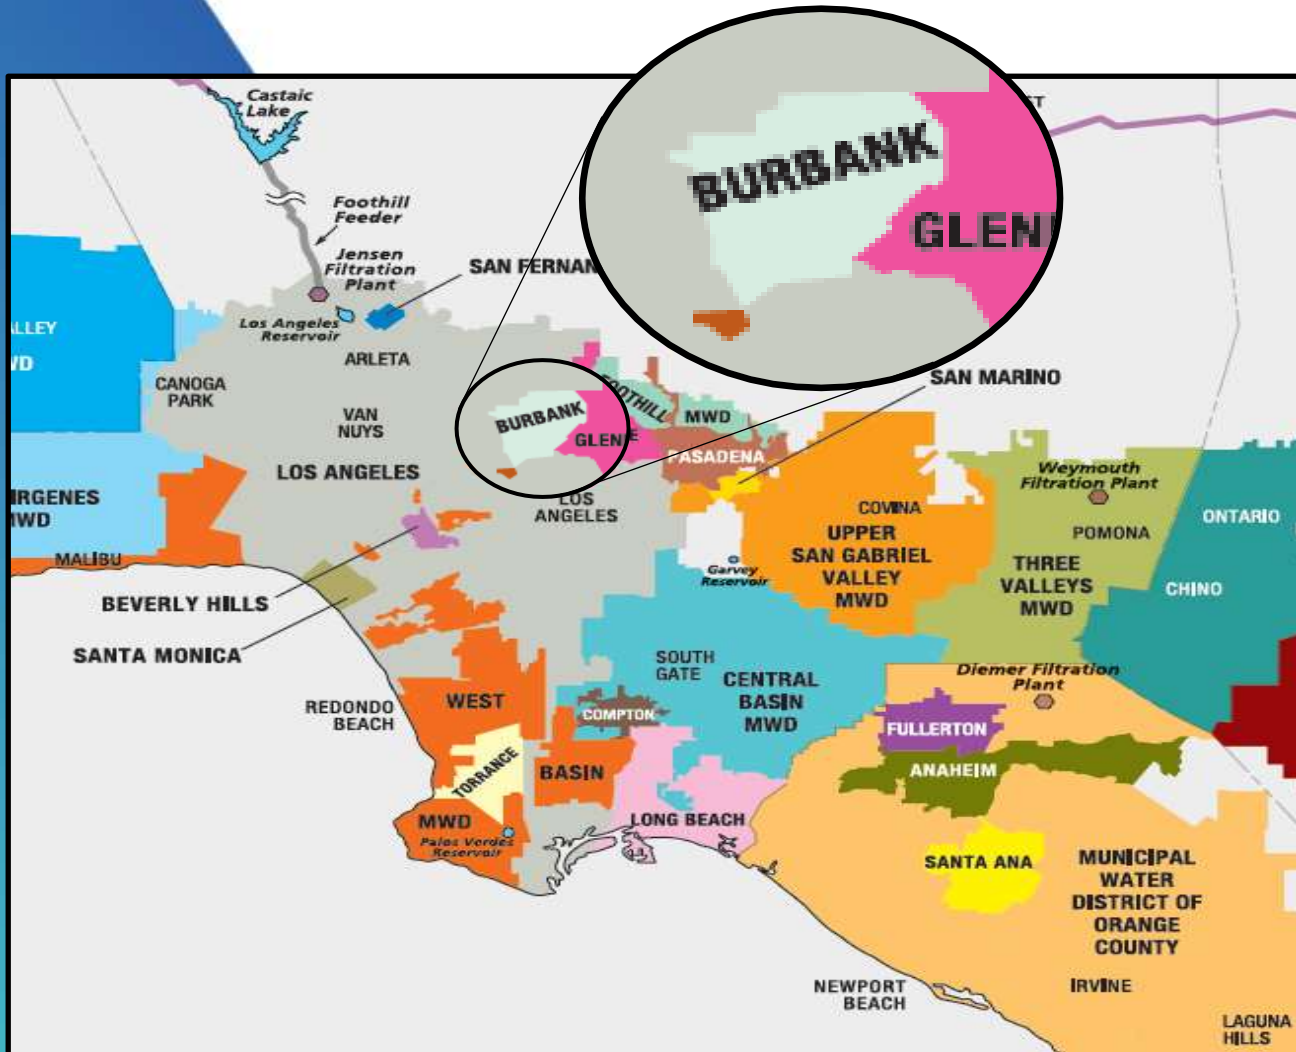 Castaic
Lake
BURBANK
GLEN
Foothill
Feeder
Jensen
Filtration
Plant
SAN FERNAN
Los Angeles
Reservoir
ARLETA
CANOGA
PARK
VAN
NUYS
LOS ANGELES
BURBANK
FOOTHILL
MWD
GLEN
PASADENA
SAN MARINO
LOS
ANGELES
COVINA
UPPER
SAN GABRIEL
VALLEY
MWD
Garvey
Reservoir
Weymouth
Filtration Plant
POMONA
THREE
VALLEYS
MWD
ONTARIO
CHINO
MALIBU
BEVERLY HILLS
SANTA MONICA
REDONDO
BEACH
WEST
BASIN
MWD
TORRANCE
Palos Verdes
Reservoir
COMPTON
SOUTH
GATE
CENTRAL
BASIN
MWD
LONG BEACH
Diemer Filtration
Plant
FULLERTON
ANAHEIM
SANTA ANA
MUNICIPAL
WATER
DISTRICT OF
ORANGE
COUNTY
NEWPORT
BEACH
IRVINE
LAGUNA
HILLS